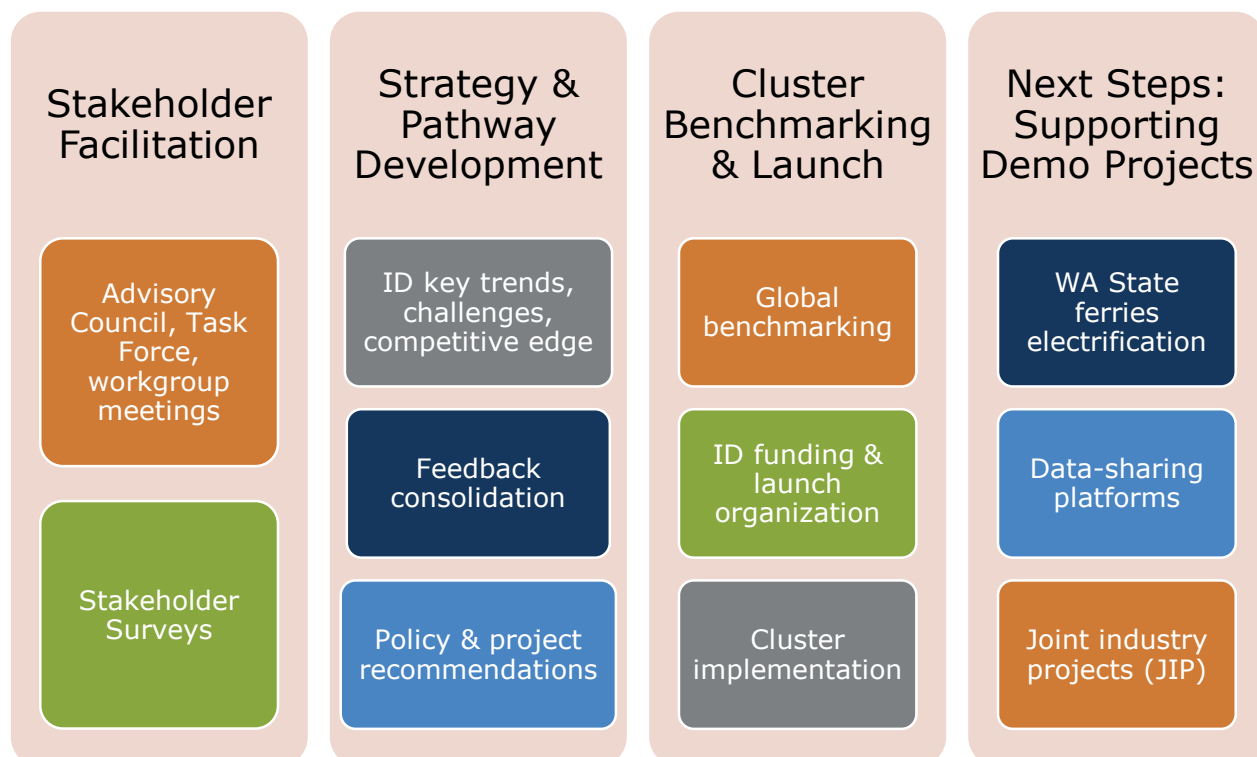 Stakeholder
Facilitation
Advisory
Council, Task
Force,
workgroup
meetings
Stakeholder
Surveys
Strategy &
Pathway
Development
ID key trends,
challenges,
competitive edge
Feedback
consolidation
Policy & project
recommendations
Cluster
Benchmarking
& Launch
Global
benchmarking
ID funding &
launch
organization
Cluster
implementation
Next Steps:
Supporting
Demo Projects
WA State
ferries
electrification
Data-sharing
platforms
Joint industry
projects (JIP)